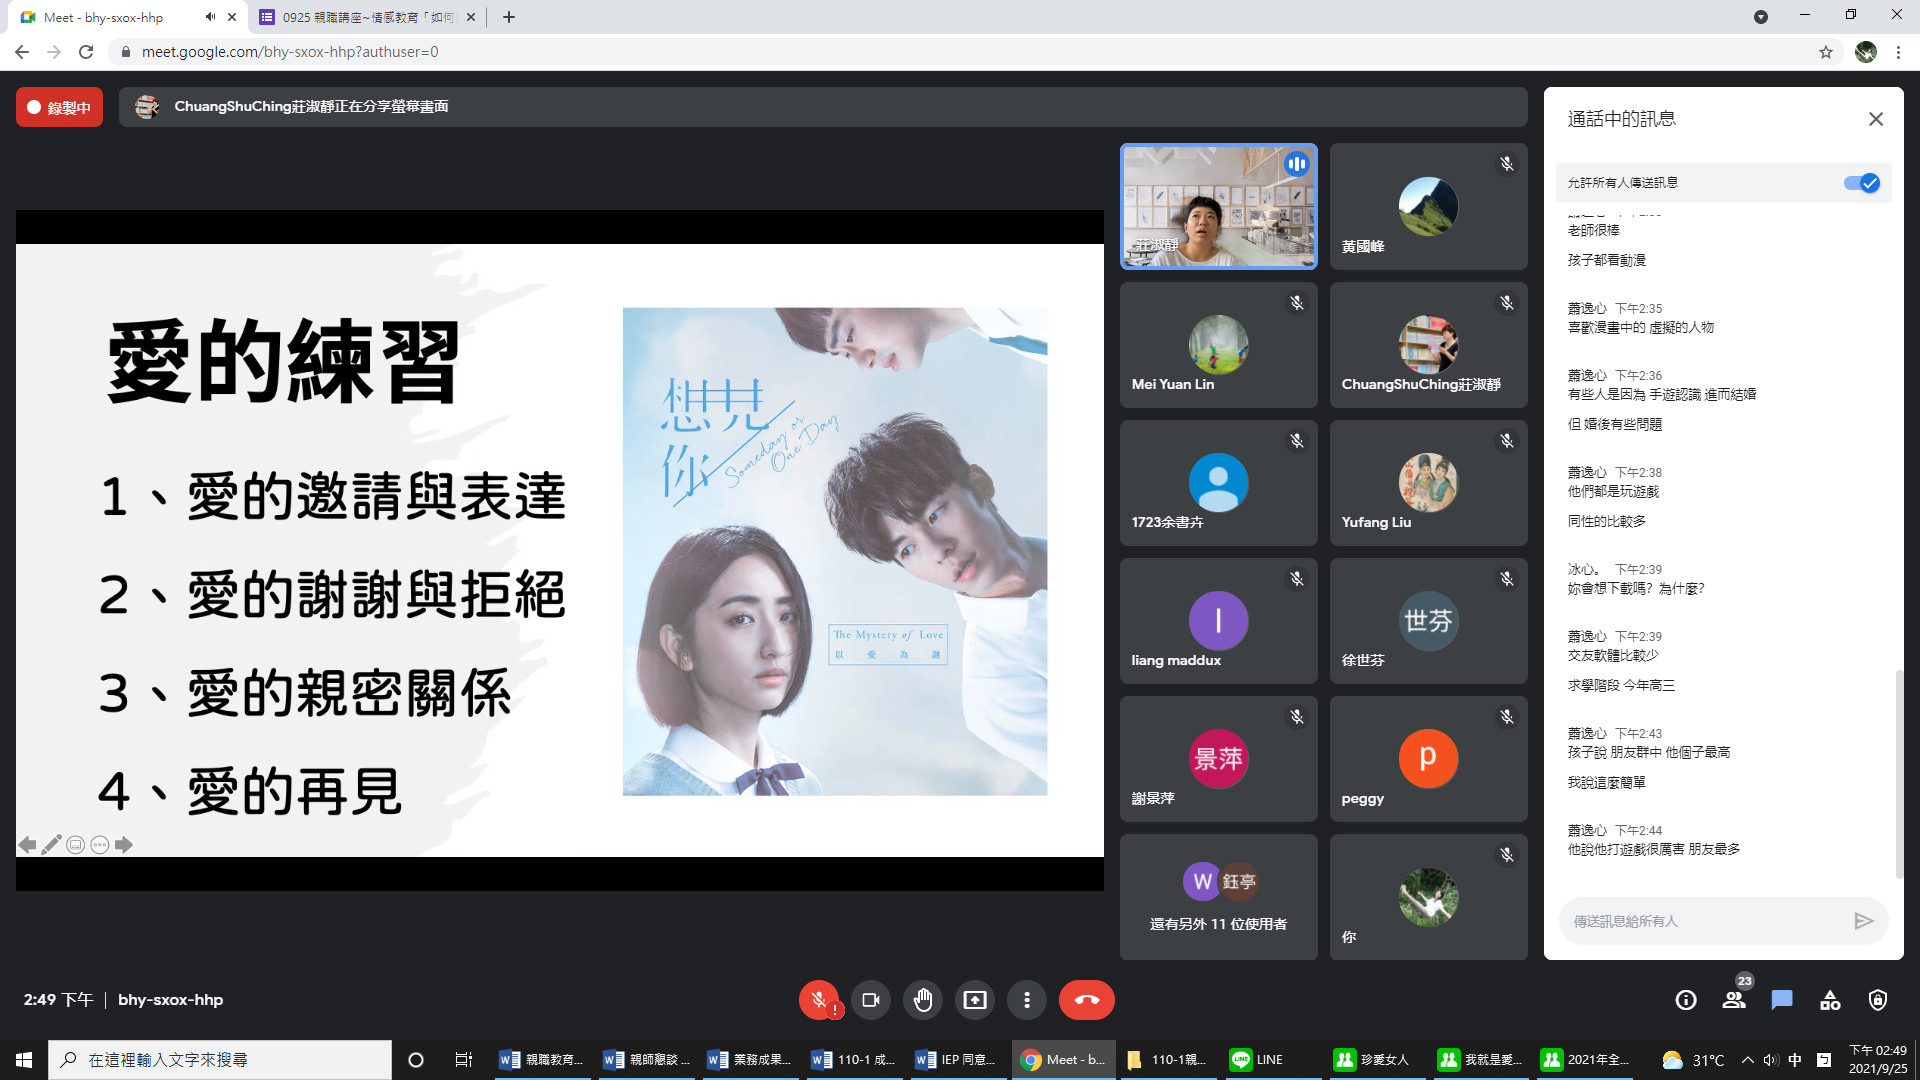 Meet - bhy-sxox-hhp
0925 親職講座~情感教育「如何
meet.google.com/bhy-sxox-hhp?authuser=0
錄製中
ChuangShuChing莊淑靜正在分享螢幕畫面
愛的練習
1、愛的邀請與表達
2、愛的謝謝與拒絕
3、愛的親密關係
4、愛的再見
想見你
Someday or
One Day
The Mystery of Love
以愛為謎
莊淑靜
黃國峰
Mei Yuan Lin
ChuangShuChing莊淑靜
1723余書卉
Yufang Liu
l
liang maddux
世芬
徐世芬
景萍
謝景萍
p
peggy
W
鈺亭
還有另外 11 位使用者
你
通話中的訊息
允許所有人傳送訊息
老師很棒
孩子都看動漫
蕭逸心 下午2:35
喜歡漫畫中的 虛擬的人物
蕭逸心 下午2:36
有些人是因為 手遊認識 進而結婚
但 婚後有些問題
蕭逸心 下午2:38
他們都是玩遊戲
同性的比較多
冰心。 下午2:39
妳會想下載嗎? 為什麼?
蕭逸心 下午2:39
交友軟體比較少
求學階段 今年高三
蕭逸心 下午2:43
孩子說 朋友群中 他個子最高
我說這麼簡單
蕭逸心 下午2:44
他說他打遊戲很厲害 朋友最多
傳送訊息給所有人
2:49 下午 | bhy-sxox-hhp
23
在這裡輸入文字來搜尋
親職教育...
親師懇談 ...
業務成果...
110-1 成...
IEP 同意...
Meet - b...
110-1親...
LINE
珍愛女人
我就是愛...
2021年全...
31°C
中
下午 02:49
2021/9/25